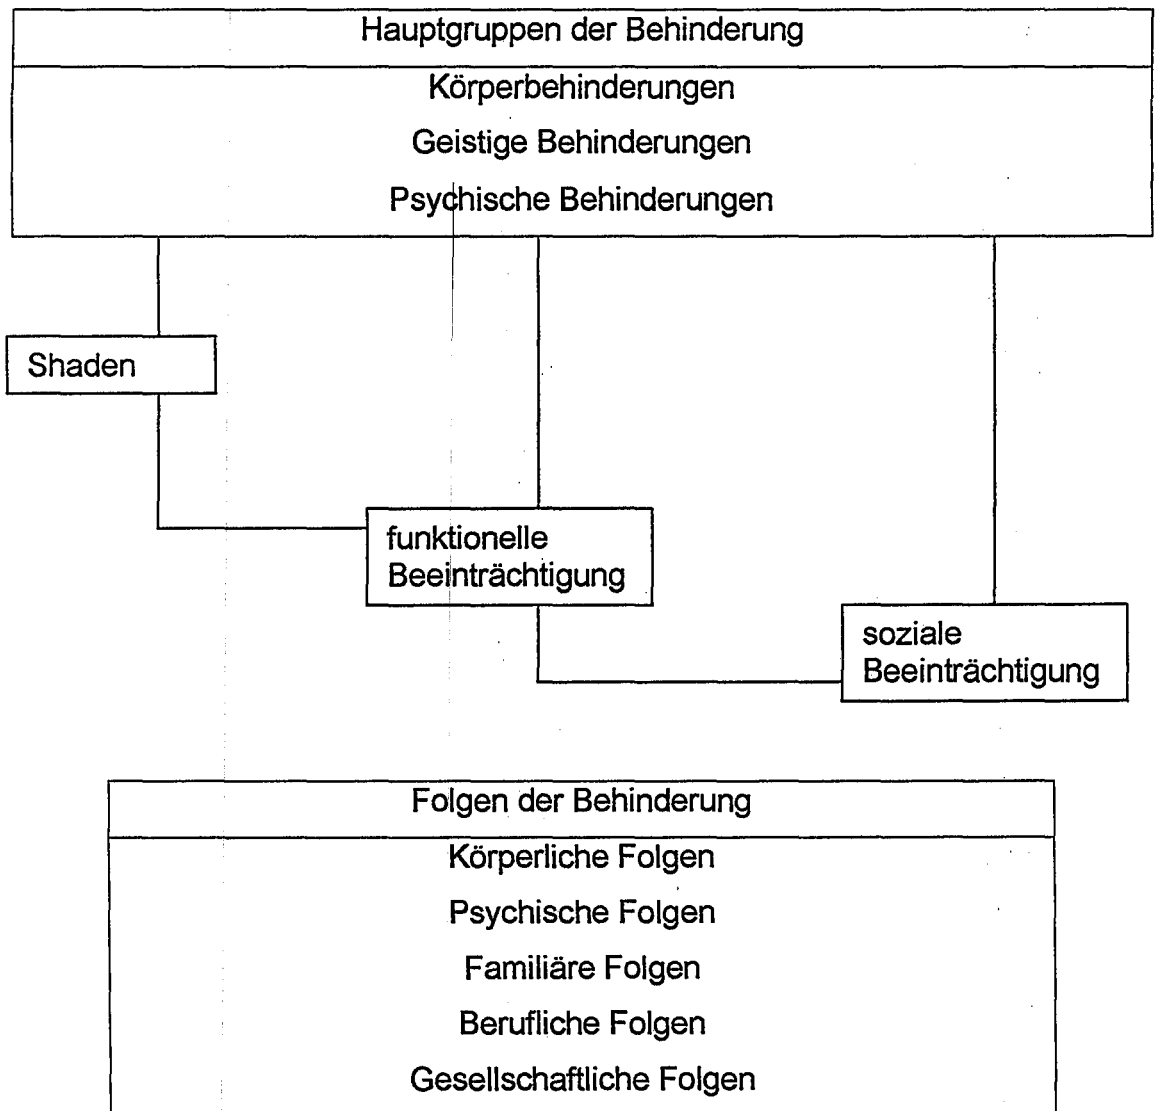 Hauptgruppen der Behinderung
Körperbehinderungen
Geistige Behinderungen
Psychische Behinderungen
Shaden
funktionelle
Beeinträchtigung
soziale
Beeinträchtigung
Folgen der Behinderung
Körperliche Folgen
Psychische Folgen
Familiäre Folgen
Berufliche Folgen
Gesellschaftliche Folgen